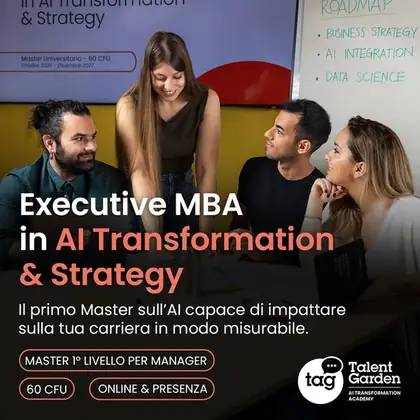 in AI Transformation
& Strategy
Master Universitario - 60 CFU
ROADMAP
• BUSINESS STRATEGY
• AI INTEGRATION
• DATA SCIENCE
Executive MBA
in AI Transformation
& Strategy
Il primo Master sull'AI capace di impattare
sulla tua carriera in modo misurabile.
MASTER 1° LIVELLO PER MANAGER
60 CFU
ONLINE & PRESENZA
tag
Talent
Garden
AI TRANSFORMATION
ACADEMY